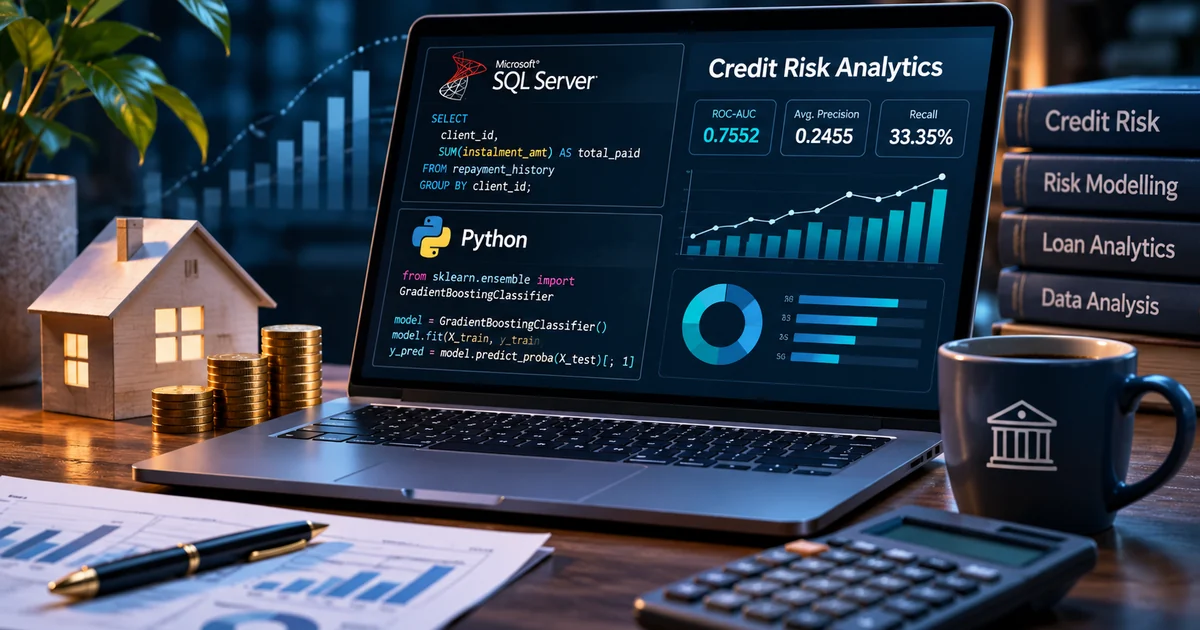 Microsoft®
SQL Server
SELECT
client_id,
SUM(instalment_amt) AS total_paid
FROM repayment_history
GROUP BY client_id;
Python
from sklearn.ensemble import
GradientBoostingClassifier
model = GradientBoostingClassifier()
model.fit(X_train, y_train
y_pred = model.predict_proba(X_test)[; 1]
Credit Risk Analytics
ROC-AUC
0.7552
Avg. Precision
0.2455
Recall
33.35%
Credit Risk
Risk Modelling
Loan Analytics
Data Analysis